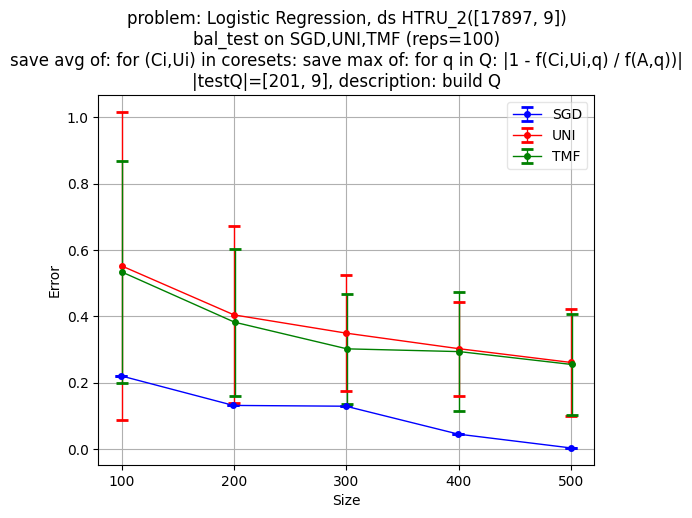 problem: Logistic Regression, ds HTRU_2([17897, 9])
bal_test on SGD,UNI,TMF (reps=100)
save avg of: for (Ci,Ui) in coresets: save max of: for q in Q: |1 - f(Ci,Ui,q) / f(A,q))|
|testQ|=[201, 9], description: build Q
SGD
UNI
TMF
Error
1.0
0.8
0.6
0.4
0.2
0.0
100 200 300 400 500
Size